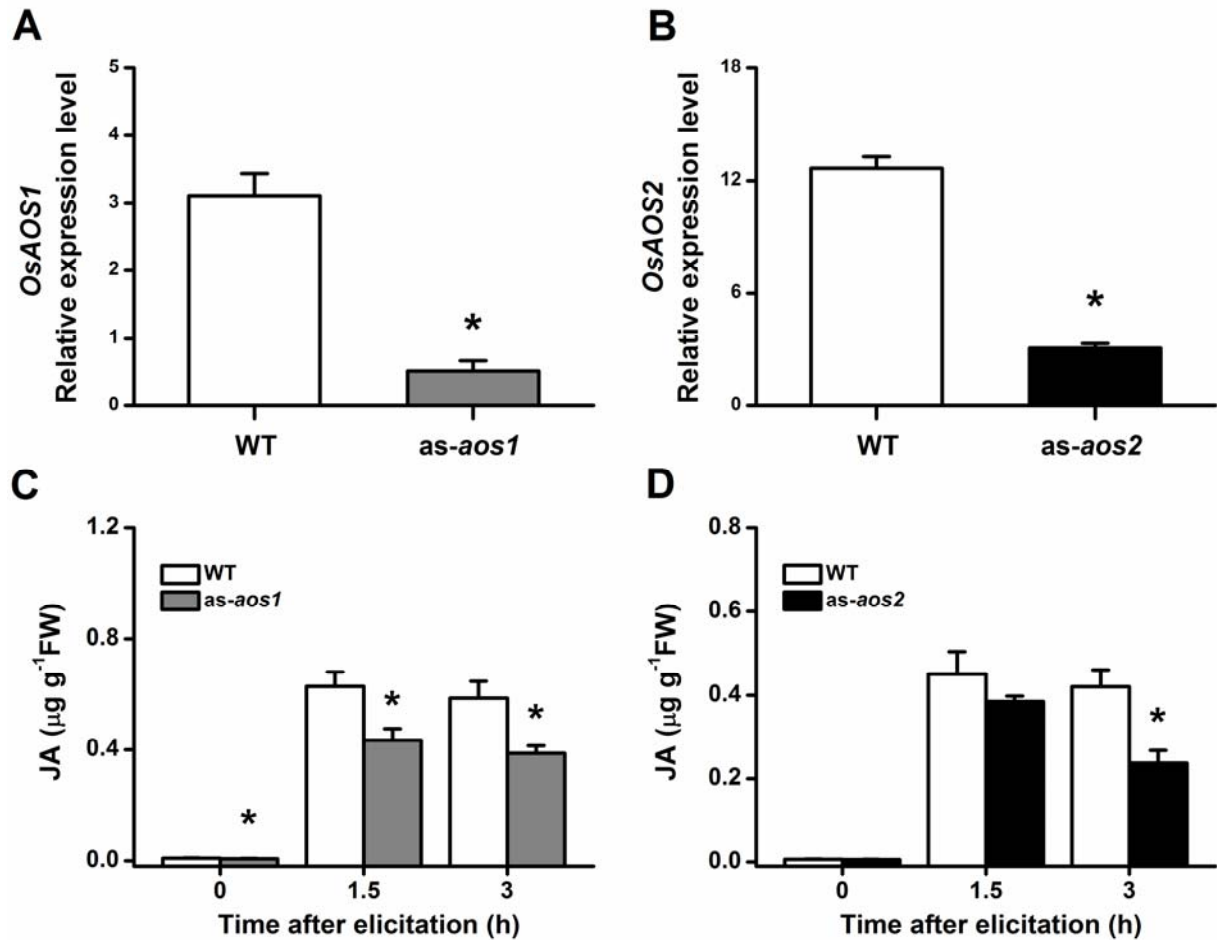 A
OsAOS1
Relative expression level
5
4
3
2
1
0
*
WT
as-aos1
B
OsAOS2
Relative expression level
18
12
6
0
*
WT
as-aos2
C
JA (μg g⁻¹FW)
1.2
0.8
0.4
0.0
WT
as-aos1
*
*
*
0
1.5
3
Time after elicitation (h)
D
JA (μg g⁻¹FW)
0.8
0.6
0.4
0.2
0.0
WT
as-aos2
*
0
1.5
3
Time after elicitation (h)